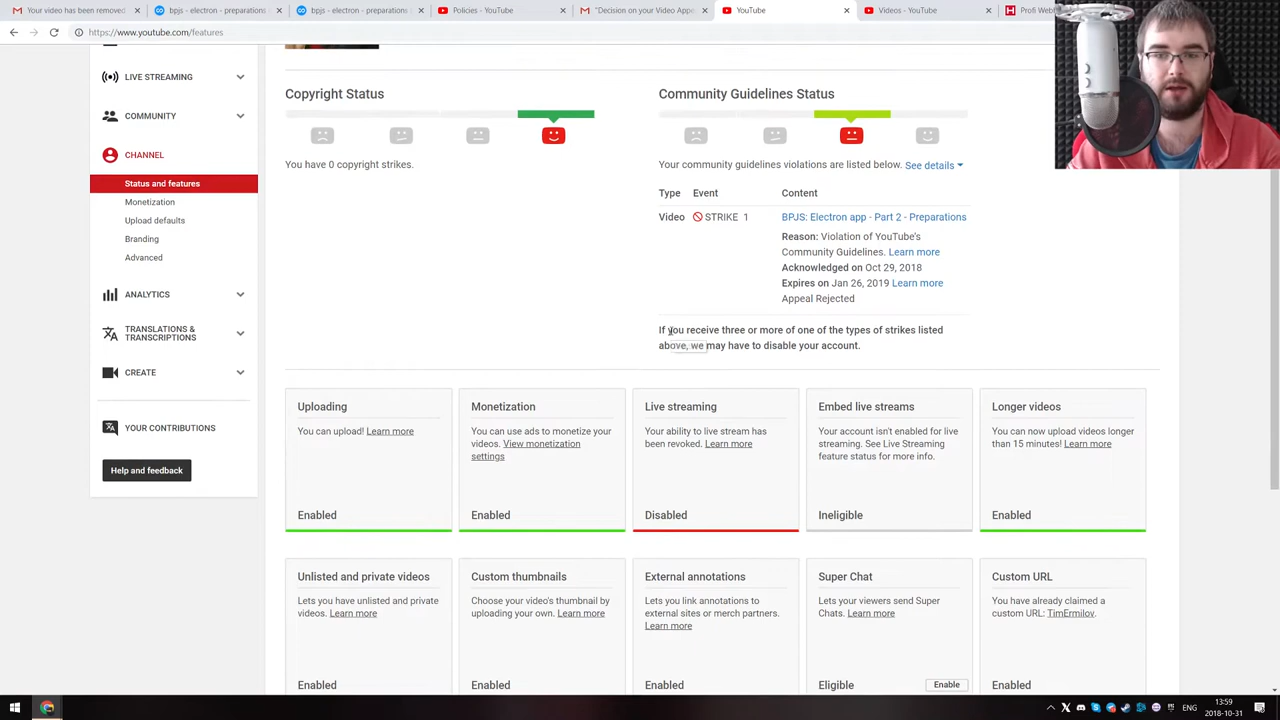 Your video has been removed
bpjs - electron - preparations
bpjs - electron - preparations
Policies - YouTube
"Decision on your Video Appe
YouTube
Videos - YouTube
Profi Web
https://www.youtube.com/features
LIVE STREAMING
COMMUNITY
CHANNEL
Status and features
Monetization
Upload defaults
Branding
Advanced
ANALYTICS
TRANSLATIONS &
TRANSCRIPTIONS
CREATE
YOUR CONTRIBUTIONS
Help and feedback
Copyright Status
You have 0 copyright strikes.
Community Guidelines Status
Your community guidelines violations are listed below. See details
Type Event Content
Video STRIKE 1 BPJS: Electron app - Part 2 - Preparations
Reason: Violation of YouTube's
Community Guidelines. Learn more
Acknowledged on Oct 29, 2018
Expires on Jan 26, 2019 Learn more
Appeal Rejected
If you receive three or more of one of the types of strikes listed
above, we may have to disable your account.
Uploading
You can upload! Learn more
Enabled
Monetization
You can use ads to monetize your
videos. View monetization
settings
Enabled
Live streaming
Your ability to live stream has
been revoked. Learn more
Disabled
Embed live streams
Your account isn't enabled for live
streaming. See Live Streaming
feature status for more info.
Ineligible
Longer videos
You can now upload videos longer
than 15 minutes! Learn more
Enabled
Unlisted and private videos
Lets you have unlisted and private
videos. Learn more
Enabled
Custom thumbnails
Choose your video's thumbnail by
uploading your own. Learn more
Enabled
External annotations
Lets you link annotations to
external sites or merch partners.
Learn more
Enabled
Super Chat
Lets your viewers send Super
Chats. Learn more
Eligible Enable
Custom URL
You have already claimed a
custom URL: TimErmilov.
Enabled
ENG
13:59
2018-10-31